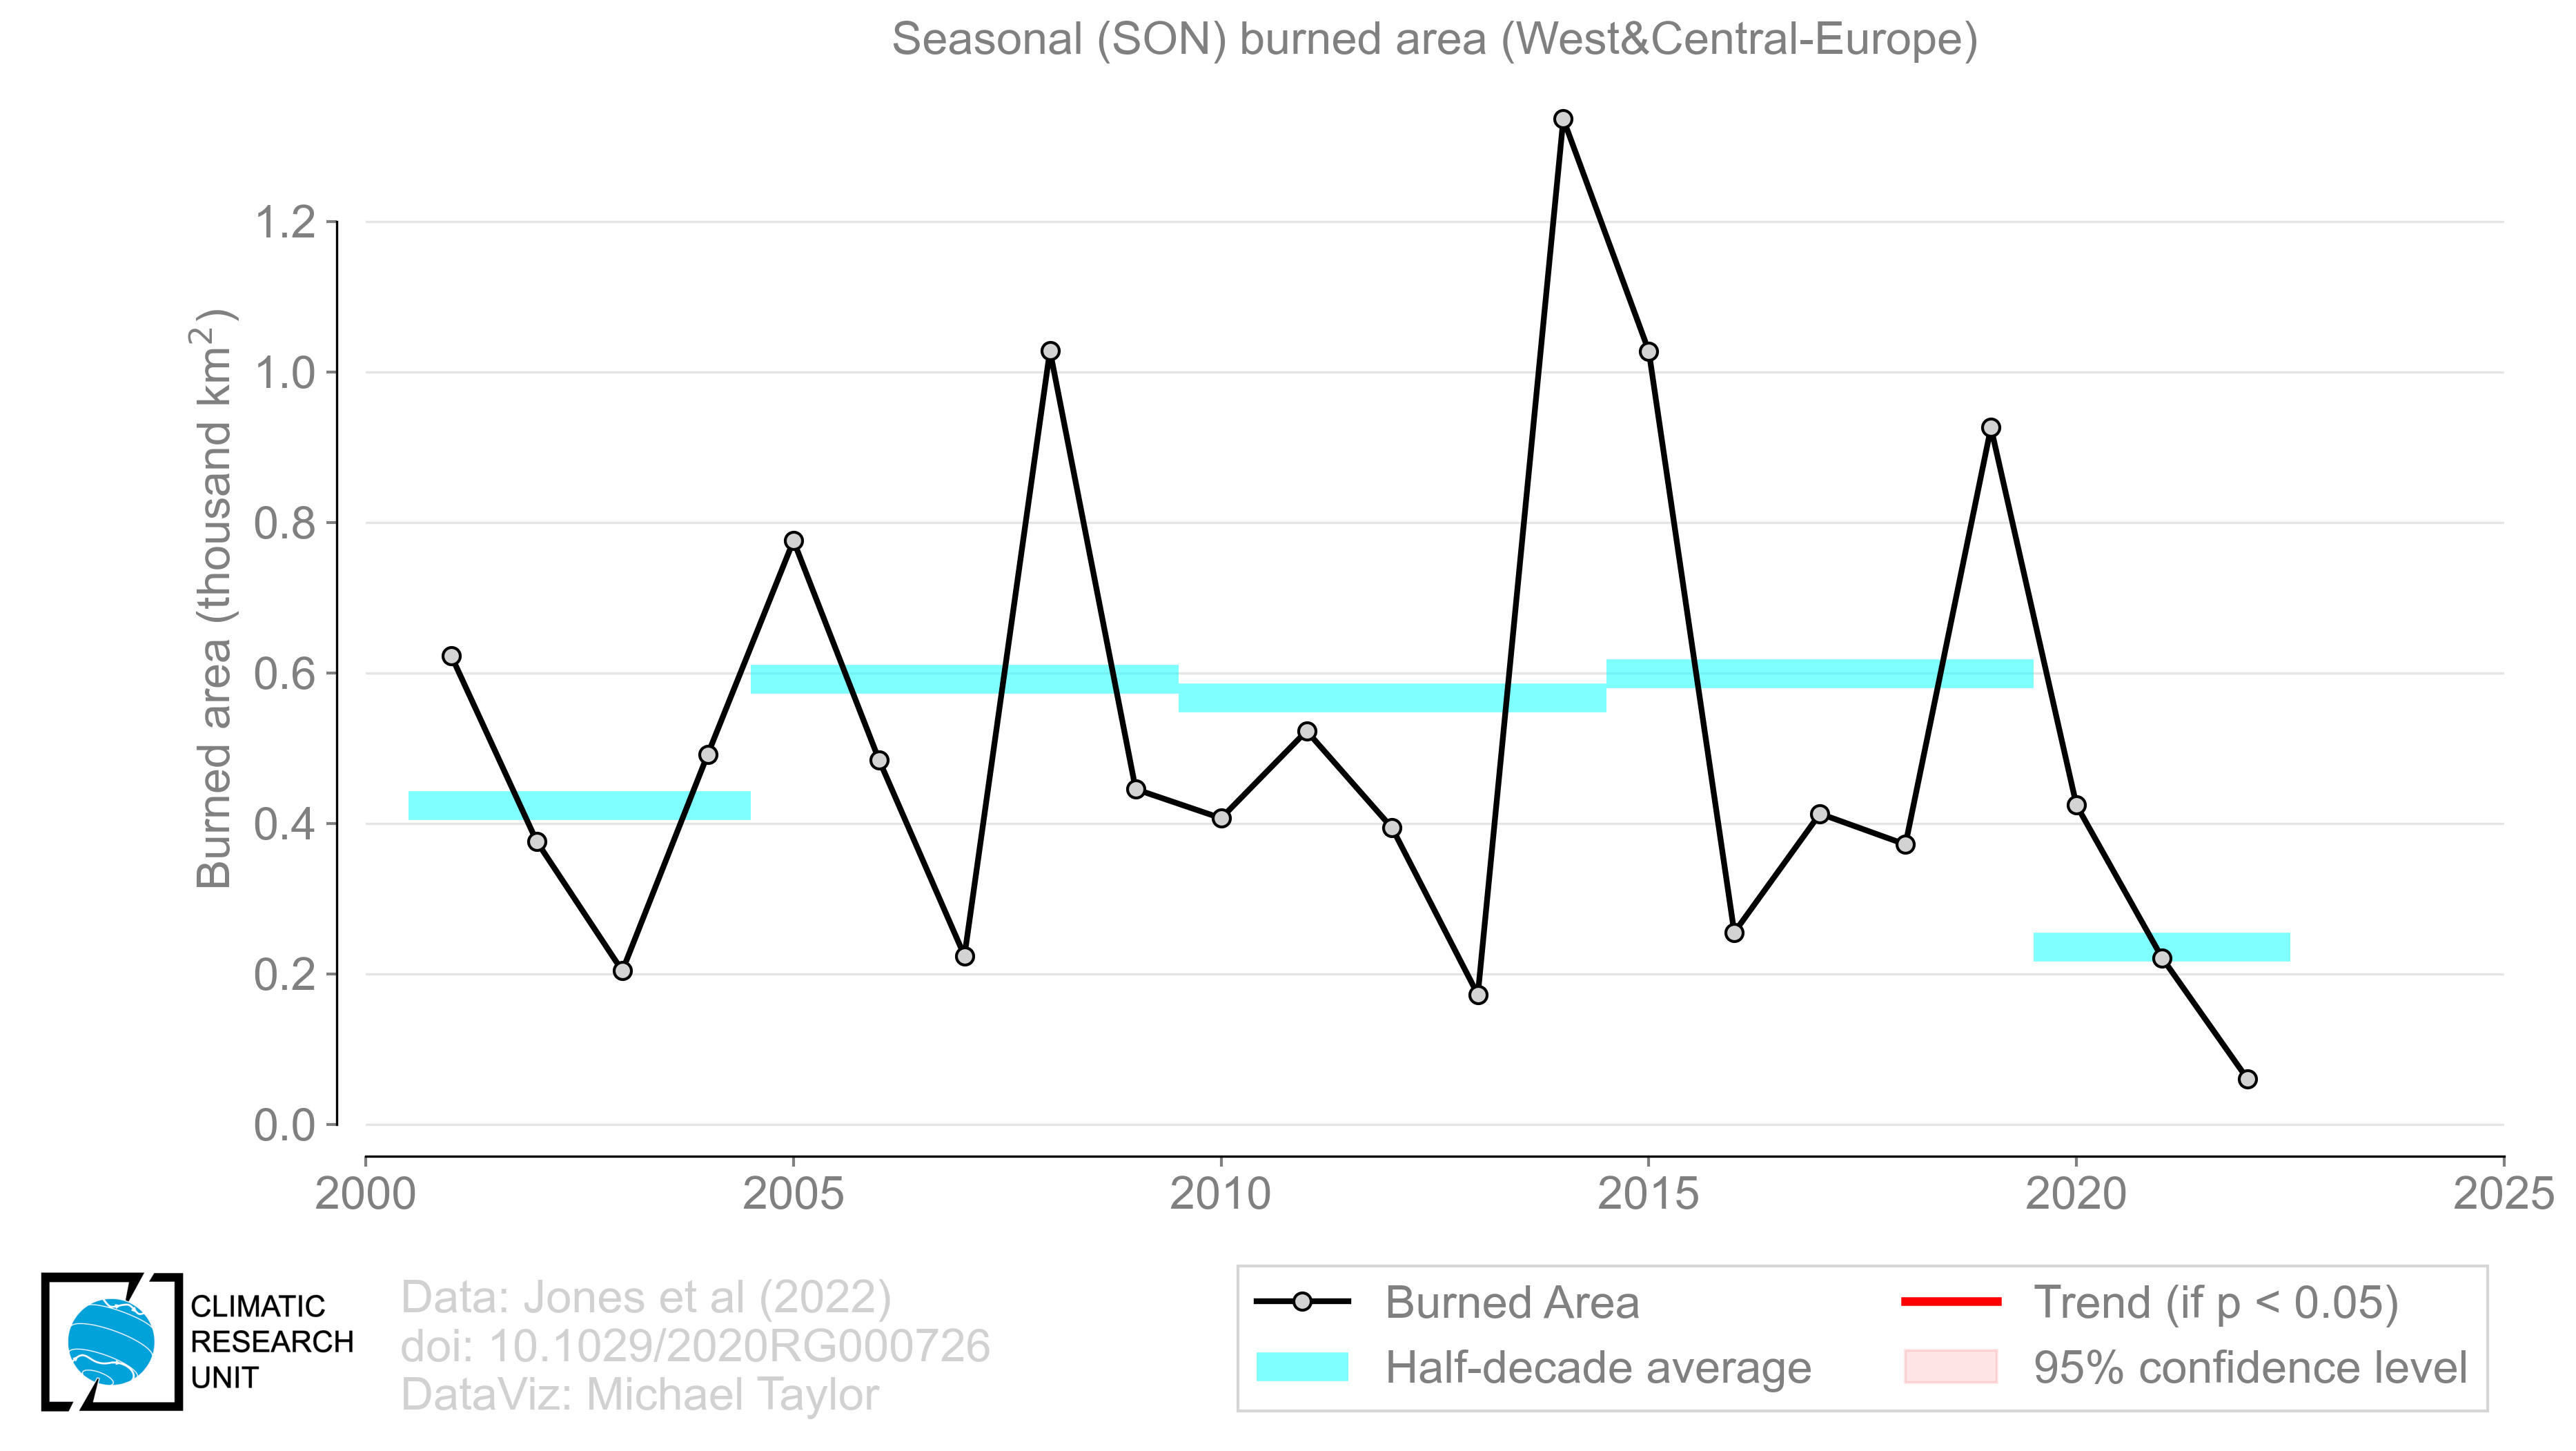 Seasonal (SON) burned area (West&Central-Europe)
Burned area (thousand km²)
1.2
1.0
0.8
0.6
0.4
0.2
0.0
2000 2005 2010 2015 2020 2025
CLIMATIC
RESEARCH
UNIT
Data: Jones et al (2022)
doi: 10.1029/2020RG000726
DataViz: Michael Taylor
Burned Area
Half-decade average
Trend (if p < 0.05)
95% confidence level